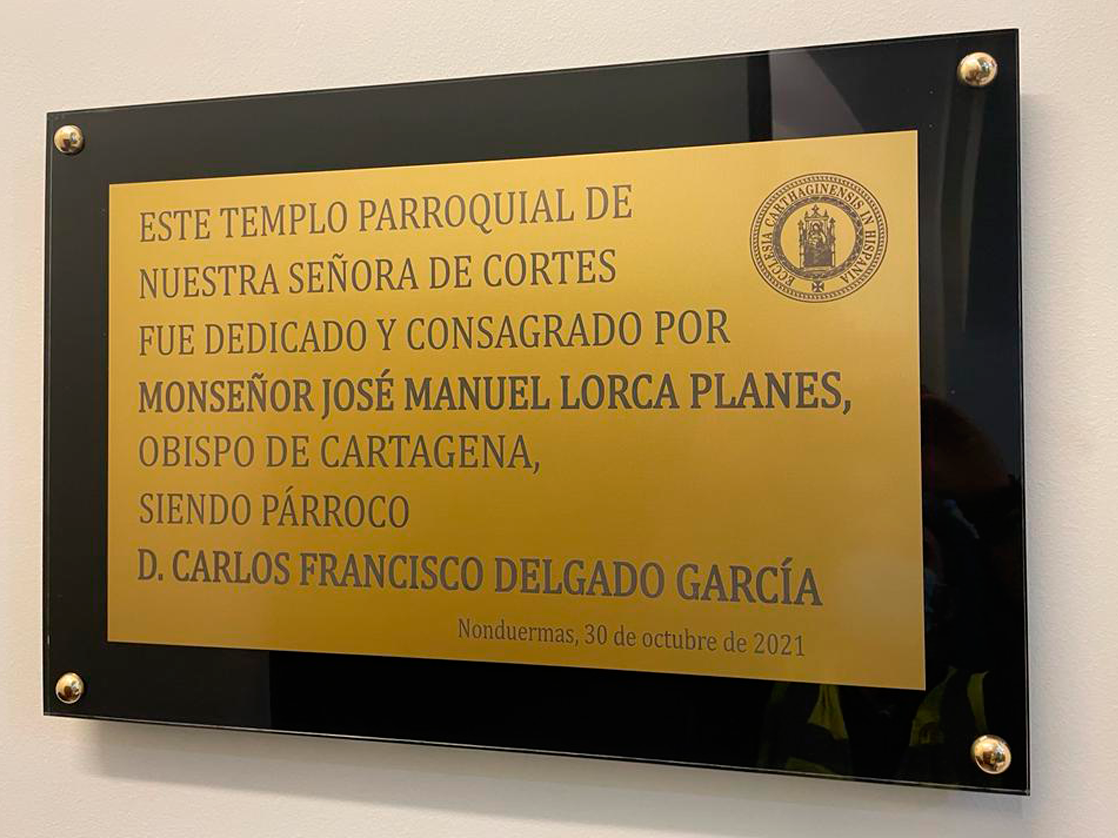 ESTE TEMPLO PARROQUIAL DE
NUESTRA SEÑORA DE CORTES
FUE DEDICADO Y CONSAGRADO POR
MONSEÑOR JOSÉ MANUEL LORCA PLANES,
OBISPO DE CARTAGENA,
SIENDO PÁRROCO
D. CARLOS FRANCISCO DELGADO GARCÍA
Nonduermas, 30 de octubre de 2021
ECCLESIA CARTHAGINENSIS IN HISPANIA